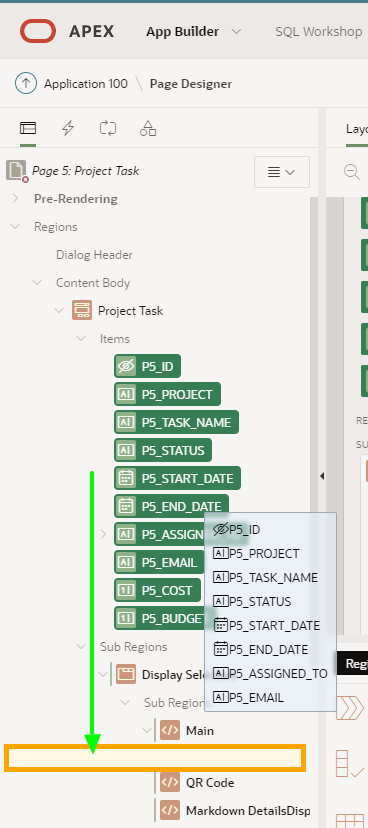 APEX App Builder SQL Workshop
Application 100 \ Page Designer
Page 5: Project Task
Pre-Rendering
Regions
Dialog Header
Content Body
Project Task
Items
P5_ID
P5_PROJECT
P5_TASK_NAME
P5_STATUS
P5_START_DATE
P5_END_DATE
P5_ASSIGN
P5_EMAIL
P5_COST
P5_BUDGET
Sub Regions
Display Sele
Sub Region
Main
QR Code
Markdown DetailsDisp
P5_ID
P5_PROJECT
P5_TASK_NAME
P5_STATUS
P5_START_DATE
P5_END_DATE
P5_ASSIGNED_TO
P5_EMAIL
Layo
RE
SU
Regi